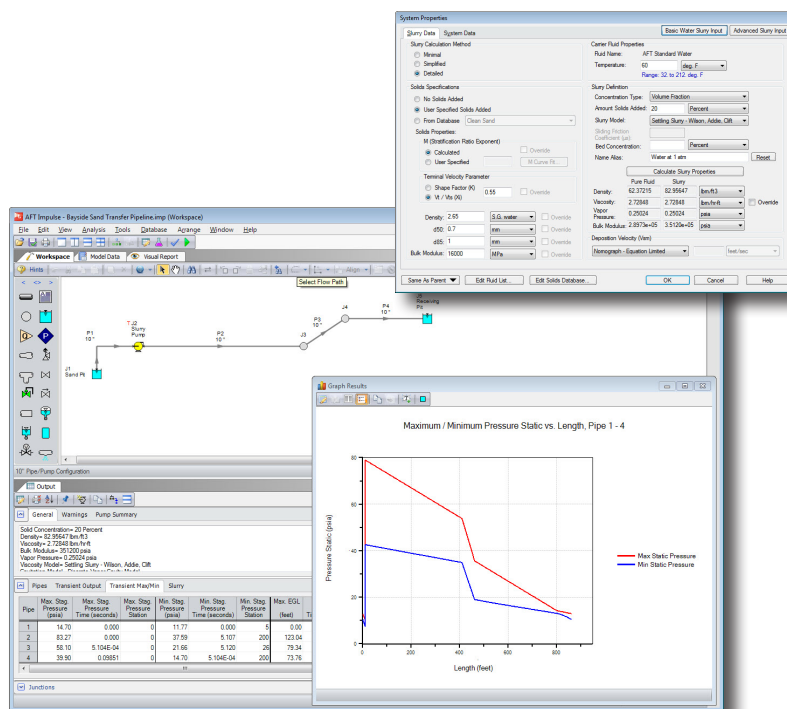 System Properties
Slurry Data System Data
Basic Water Slurry Input Advanced Slurry Input
Slurry Calculation Method
Minimal
Simplified
Detailed
Solids Specifications
No Solids Added
User Specified Solids Added
From Database Clean Sand
Solids Properties:
M (Stratification Ratio Exponent)
Calculated Override
User Specified M Curve Fit...
Terminal Velocity Parameter
Shape Factor (K)
0.55 Override
Vt / Vts (Xi)
Density: 2.65 S.G. water Override
d50: 0.7 mm Override
d85: 1 mm Override
Bulk Modulus: 16000 MPa Override
Carrier Fluid Properties
Fluid Name: AFT Standard Water
Temperature: 60 deg. F
Range: 32. to 212. deg. F
Slurry Definition
Concentration Type: Volume Fraction
Amount Solids Added: 20 Percent
Slurry Model: Settling Slurry - Wilson, Addie, Clift
Sliding Friction
Coefficient (µs):
Bed Concentration: Percent
Name Alias: Water at 1 atm Reset
Calculate Slurry Properties
Pure Fluid Slurry
Density: 62.37215 82.95647 lbm/ft3
Viscosity: 2.72848 2.72848 lbm/hr-ft Override
Vapor
Pressure: 0.25024 0.25024 psia
Bulk Modulus: 2.8973e+05 3.5120e+05 psia
Deposition Velocity (Vsm)
Nomograph - Equation Limited feet/sec
Same As Parent Edit Fluid List... Edit Solids Database... OK Cancel Help
AFT Impulse - Bayside Sand Transfer Pipeline.imp (Workspace)
File Edit View Analysis Tools Database Arrange Window Help
Workspace Model Data Visual Report
Hints Align
Select Flow Path
J1
Sand Pit
P1
10 "
T J2
Slurry
Pump
P2
10 "
J3
P3
10 "
J4
P4
10 "
Receiving
Pit
10" Pipe/Pump Configuration
Output
General Warnings Pump Summary
Solid Concentration= 20 Percent
Density= 82.95647 lbm/ft3
Viscosity= 2.72848 lbm/hr-ft
Bulk Modulus= 351200 psia
Vapor Pressure= 0.25024 psia
Viscosity Model= Settling Slurry - Wilson, Addie, Clift
Pipes Transient Output Transient Max/Min Slurry
Pipe Max. Stag. Pressure (psia) Max. Stag. Pressure Time (seconds) Max. Stag. Pressure Station Min. Stag. Pressure (psia) Min. Stag. Pressure Time (seconds) Min. Stag. Pressure Station Max. EGL (feet)
1 14.70 0.000 0 11.77 0.000 5 0.00
2 83.27 0.000 0 37.59 5.107 200 123.04
3 58.10 5.104E-04 0 21.66 5.120 26 79.34
4 39.90 0.09851 0 14.70 5.104E-04 200 73.76
Junctions
Graph Results
Maximum / Minimum Pressure Static vs. Length, Pipe 1 - 4
Pressure Static (psia)
80
60
40
20
0
0 200 400 600 800
Length (feet)
Max Static Pressure
Min Static Pressure